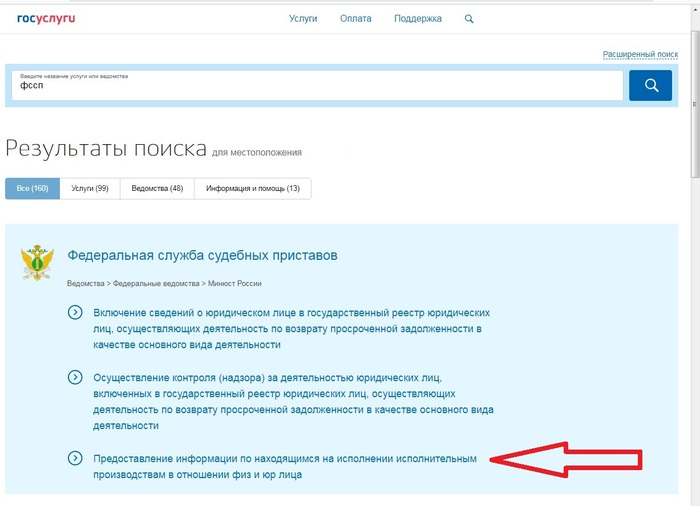 госуслуги
Услуги Оплата Поддержка
Расширенный поиск
Введите название услуги или ведомства
фссп
Результаты поиска для местоположения
Все (160) Услуги (99) Ведомства (48) Информация и помощь (13)
Федеральная служба судебных приставов
Ведомства > Федеральные ведомства > Минюст России
Включение сведений о юридическом лице в государственный реестр юридических
лиц, осуществляющих деятельность по возврату просроченной задолженности в
качестве основного вида деятельности
Осуществление контроля (надзора) за деятельностью юридических лиц,
включенных в государственный реестр юридических лиц, осуществляющих
деятельность по возврату просроченной задолженности в качестве основного вида
деятельности
Предоставление информации по находящимся на исполнении исполнительным
производствам в отношении физ и юр лица